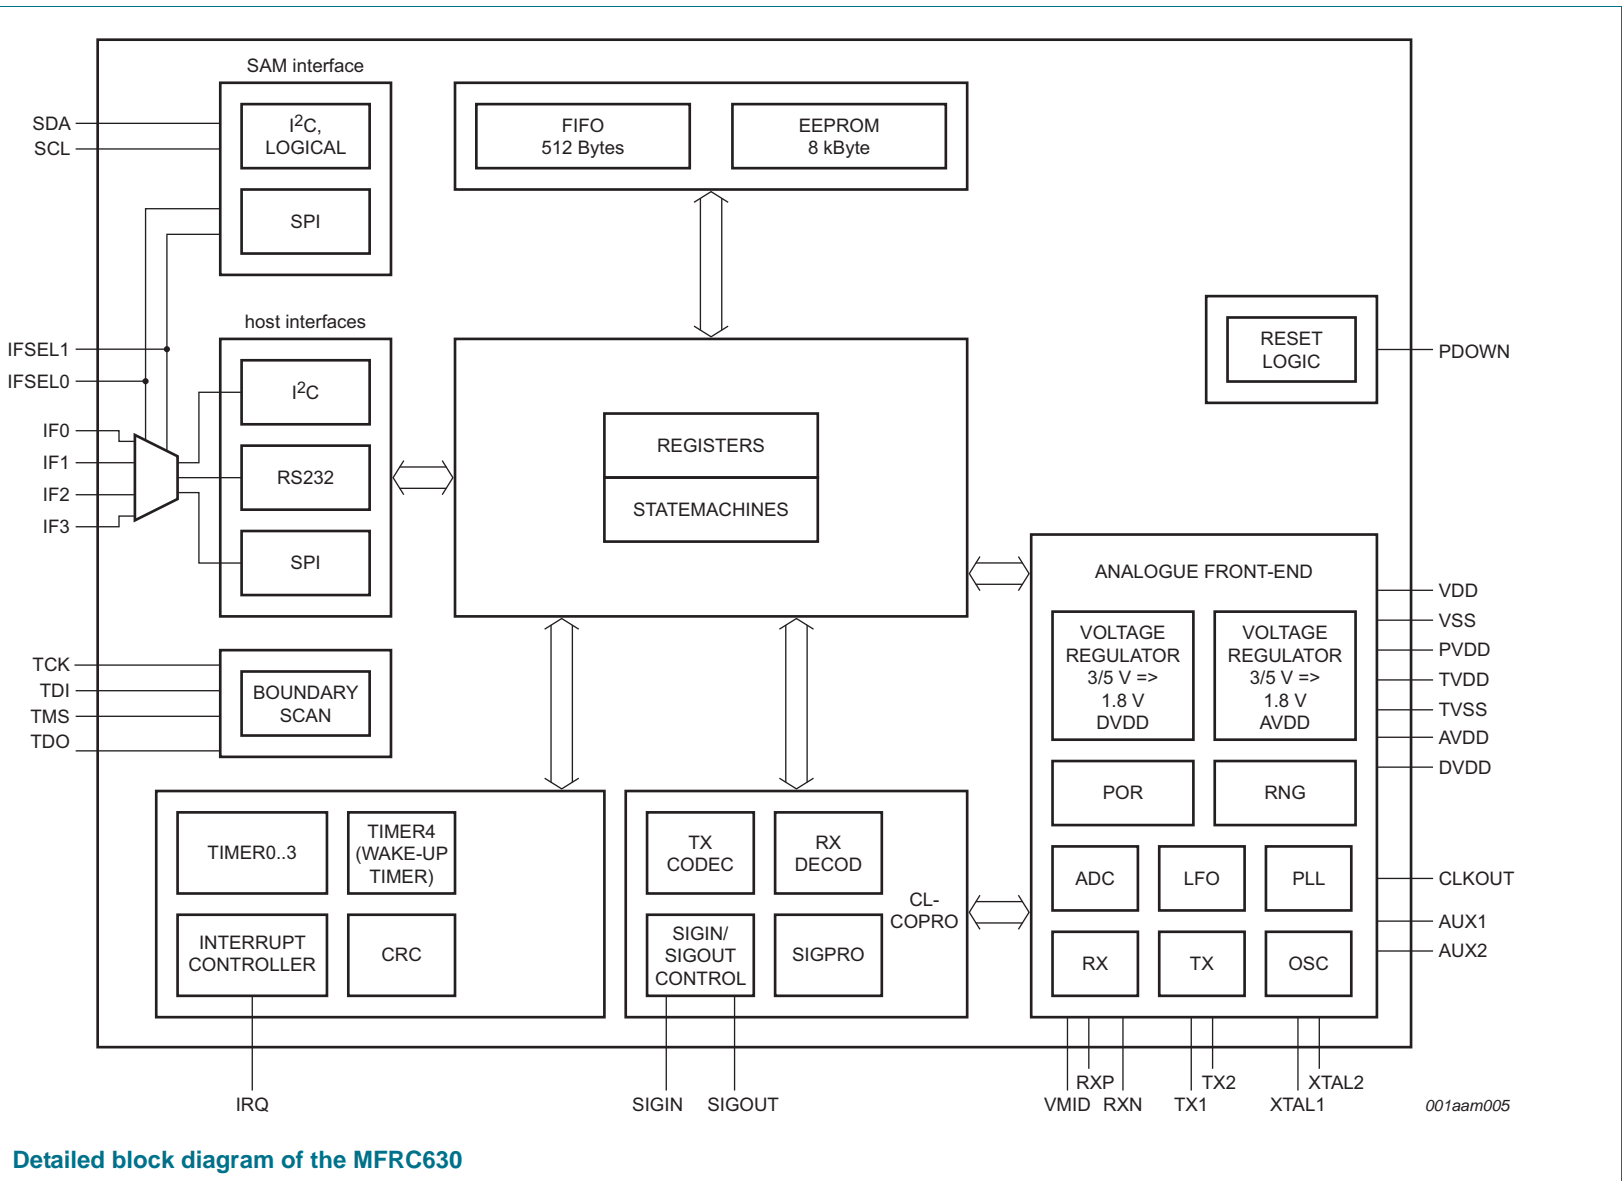 SAM interface
SDA
SCL
I2C,
LOGICAL
SPI
FIFO
512 Bytes
EEPROM
8 kByte
host interfaces
IFSEL1
IFSEL0
IF0
IF1
IF2
IF3
I2C
RS232
SPI
REGISTERS
STATEMACHINES
RESET
LOGIC
PDOWN
TCK
TDI
TMS
TDO
BOUNDARY
SCAN
ANALOGUE FRONT-END
VOLTAGE
REGULATOR
3/5 V =>
1.8 V
DVDD
VOLTAGE
REGULATOR
3/5 V =>
1.8 V
AVDD
POR
RNG
ADC
LFO
PLL
RX
TX
OSC
VDD
VSS
PVDD
TVDD
TVSS
AVDD
DVDD
CLKOUT
AUX1
AUX2
TIMER0..3
TIMER4
(WAKE-UP
TIMER)
INTERRUPT
CONTROLLER
CRC
TX
CODEC
RX
DECOD
CL-
COPRO
SIGIN/
SIGOUT
CONTROL
SIGPRO
IRQ
SIGIN
SIGOUT
RXP
VMID
RXN
TX2
TX1
XTAL2
XTAL1
001aam005
Detailed block diagram of the MFRC630